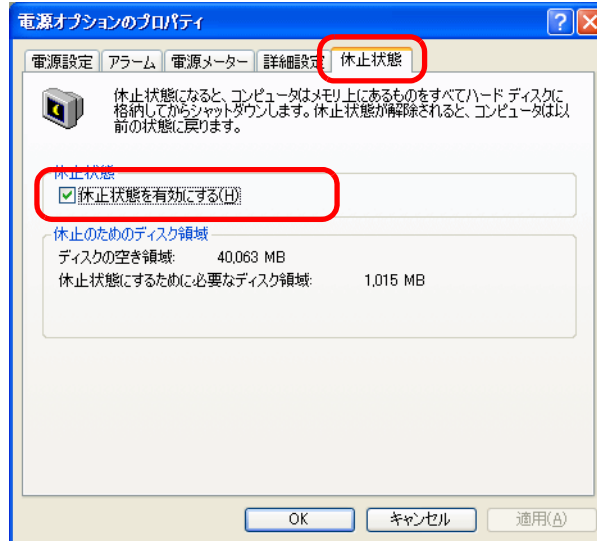 電源オプションのプロパティ
電源設定 アラーム 電源メーター 詳細設定 休止状態
休止状態になると、コンピュータはメモリ上にあるものをすべてハード ディスクに
格納してからシャットダウンします。休止状態が解除されると、コンピュータは以
前の状態に戻ります。
休止状態
休止状態を有効にする(H)
休止のためのディスク領域
ディスクの空き領域: 40,063 MB
休止状態にするために必要なディスク領域: 1,015 MB
OK キャンセル 適用(A)